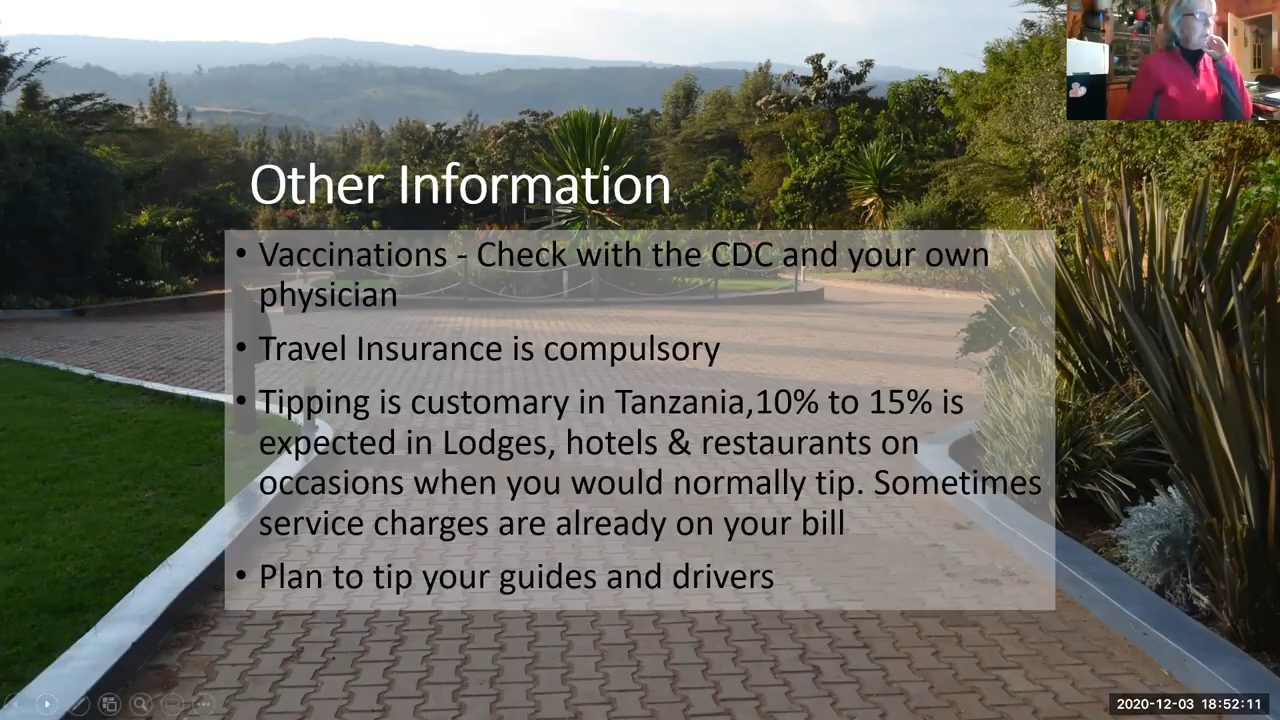 Other Information
• Vaccinations - Check with the CDC and your own
physician
• Travel Insurance is compulsory
• Tipping is customary in Tanzania,10% to 15% is
expected in Lodges, hotels & restaurants on
occasions when you would normally tip. Sometimes
service charges are already on your bill
• Plan to tip your guides and drivers
2020-12-03 18:52:11